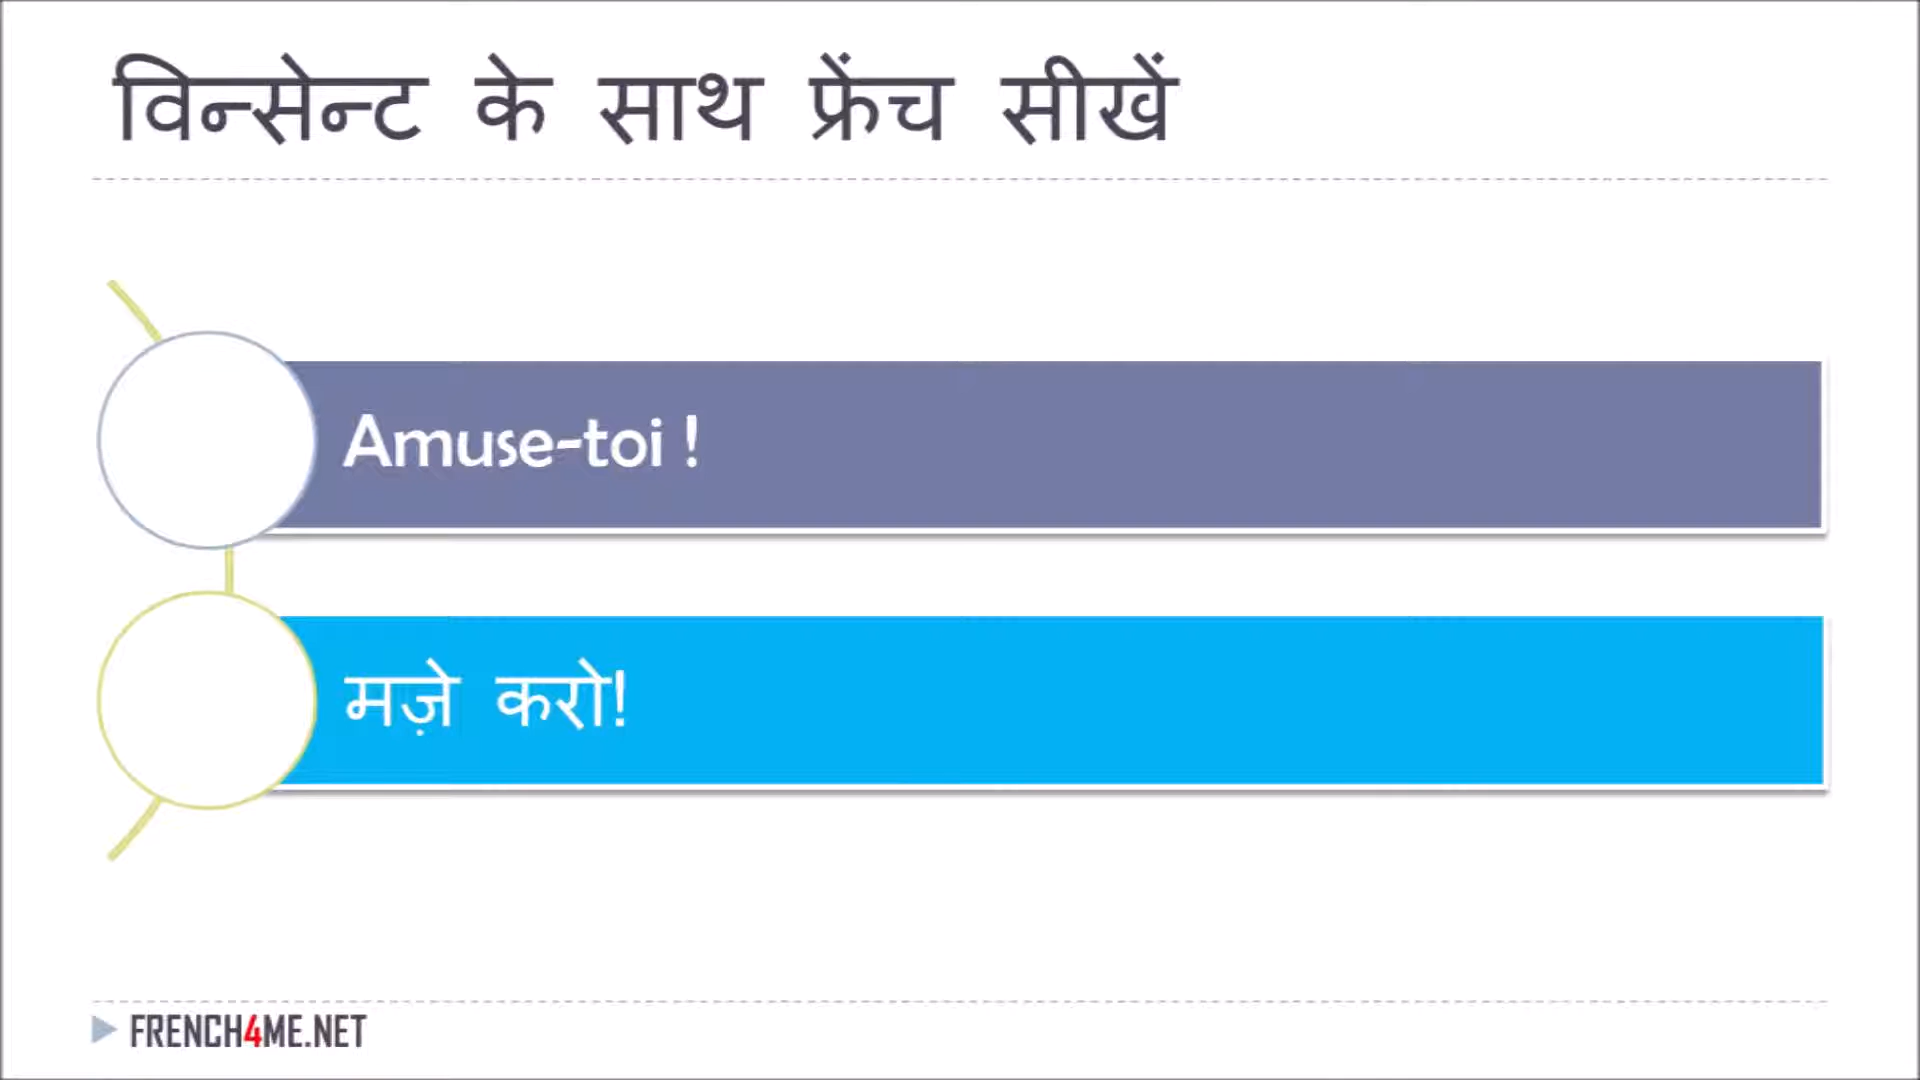 विन्सेन्ट के साथ फ्रेंच सीखें
Amuse-toi !
मज़े करो!
FRENCH4ME.NET